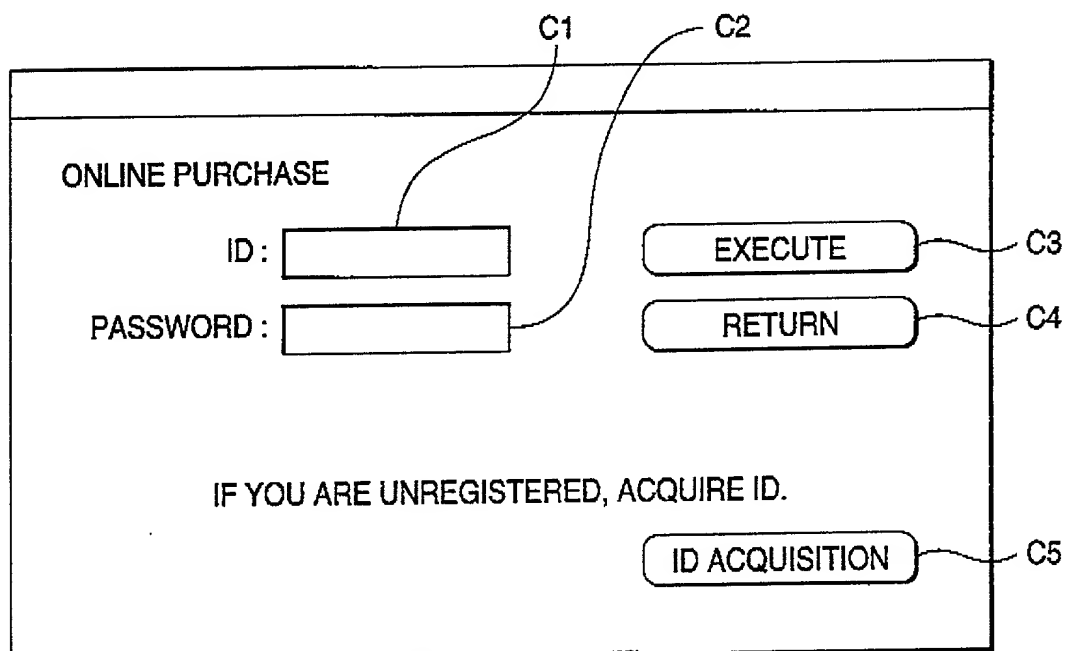 C1 C2
ONLINE PURCHASE
ID : EXECUTE C3
PASSWORD : RETURN C4
IF YOU ARE UNREGISTERED, ACQUIRE ID.
ID ACQUISITION C5